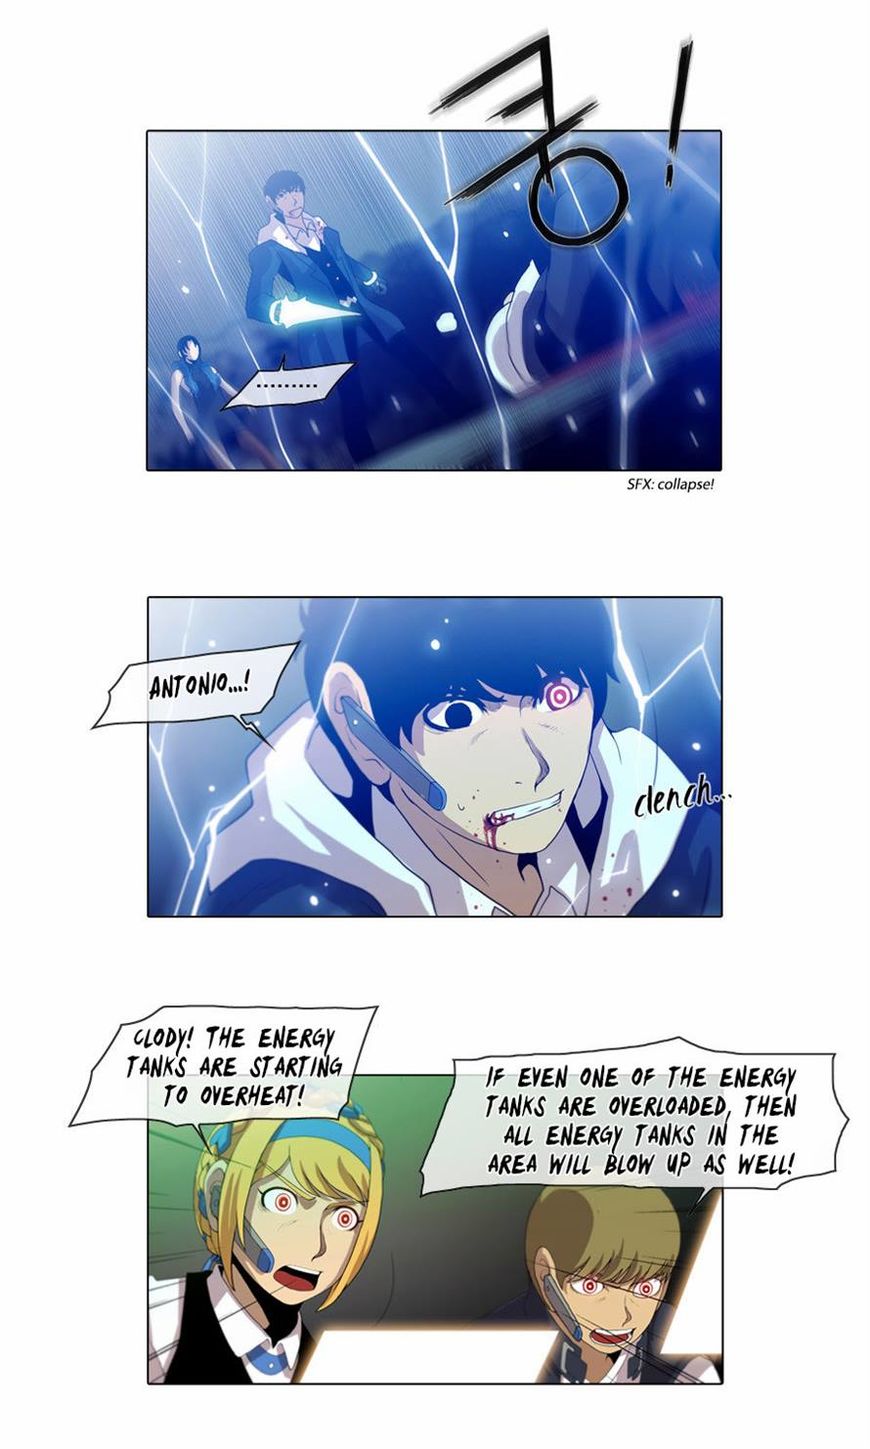 쿵!
.........
SFX: collapse!
ANTONIO...!
clench...
CLODY! THE ENERGY
TANKS ARE STARTING
TO OVERHEAT!
IF EVEN ONE OF THE ENERGY
TANKS ARE OVERLOADED, THEN
ALL ENERGY TANKS IN THE
AREA WILL BLOW UP AS WELL!